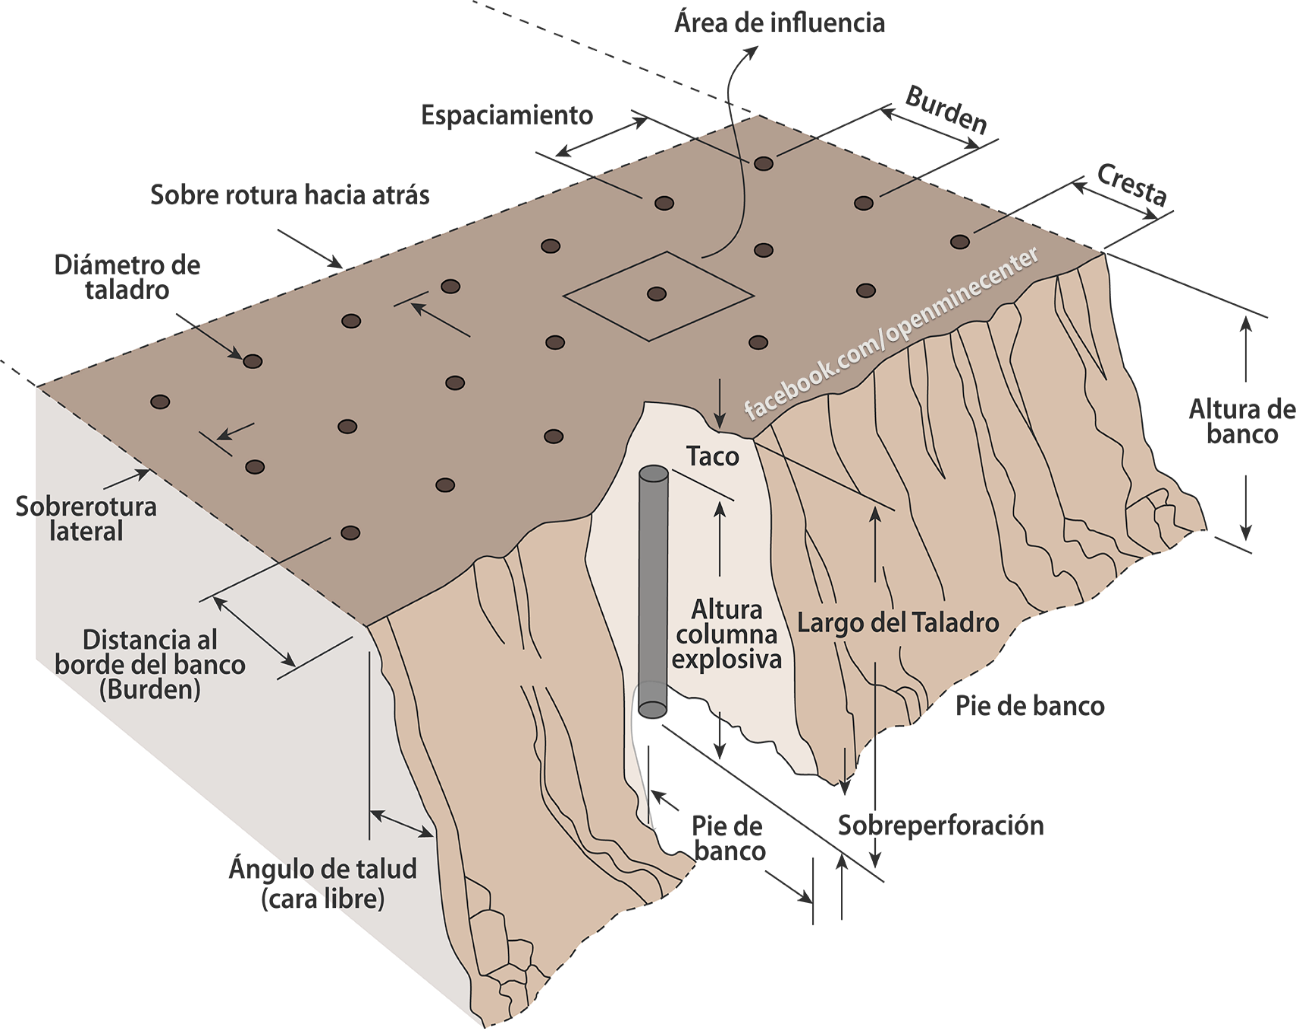 Área de influencia
Burden
Espaciamiento
Cresta
Sobre rotura hacia atrás
Diámetro de
taladro
facebook.com/openminecenter
Altura de
banco
Taco
Sobrerotura
lateral
Altura
columna
explosiva
Largo del Taladro
Distancia al
borde del banco
(Burden)
Pie de banco
Pie de
banco
Sobreperforación
Ángulo de talud
(cara libre)